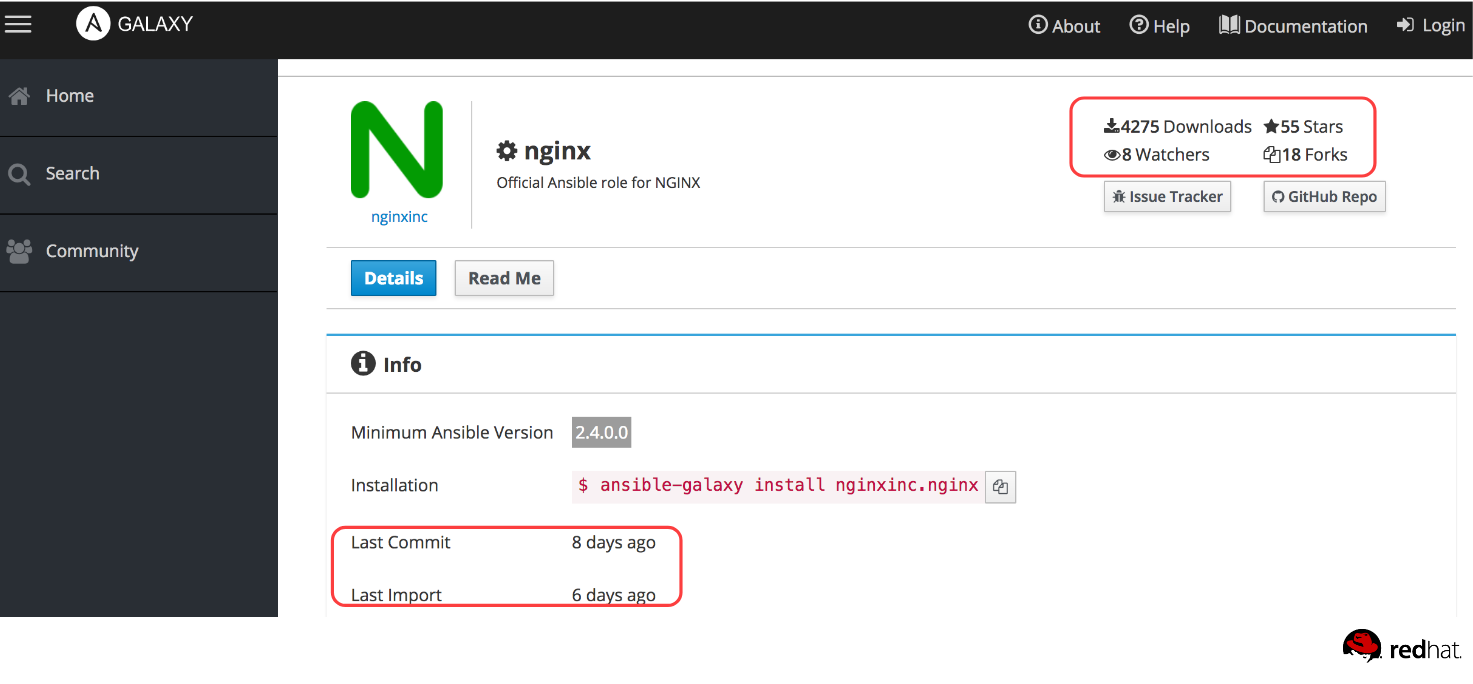 GALAXY
About Help Documentation Login
Home
Search
Community
nginxinc
nginx
Official Ansible role for NGINX
4275 Downloads 55 Stars
8 Watchers 18 Forks
Issue Tracker GitHub Repo
Details Read Me
Info
Minimum Ansible Version 2.4.0.0
Installation $ ansible-galaxy install nginxinc.nginx
Last Commit 8 days ago
Last Import 6 days ago
redhat.